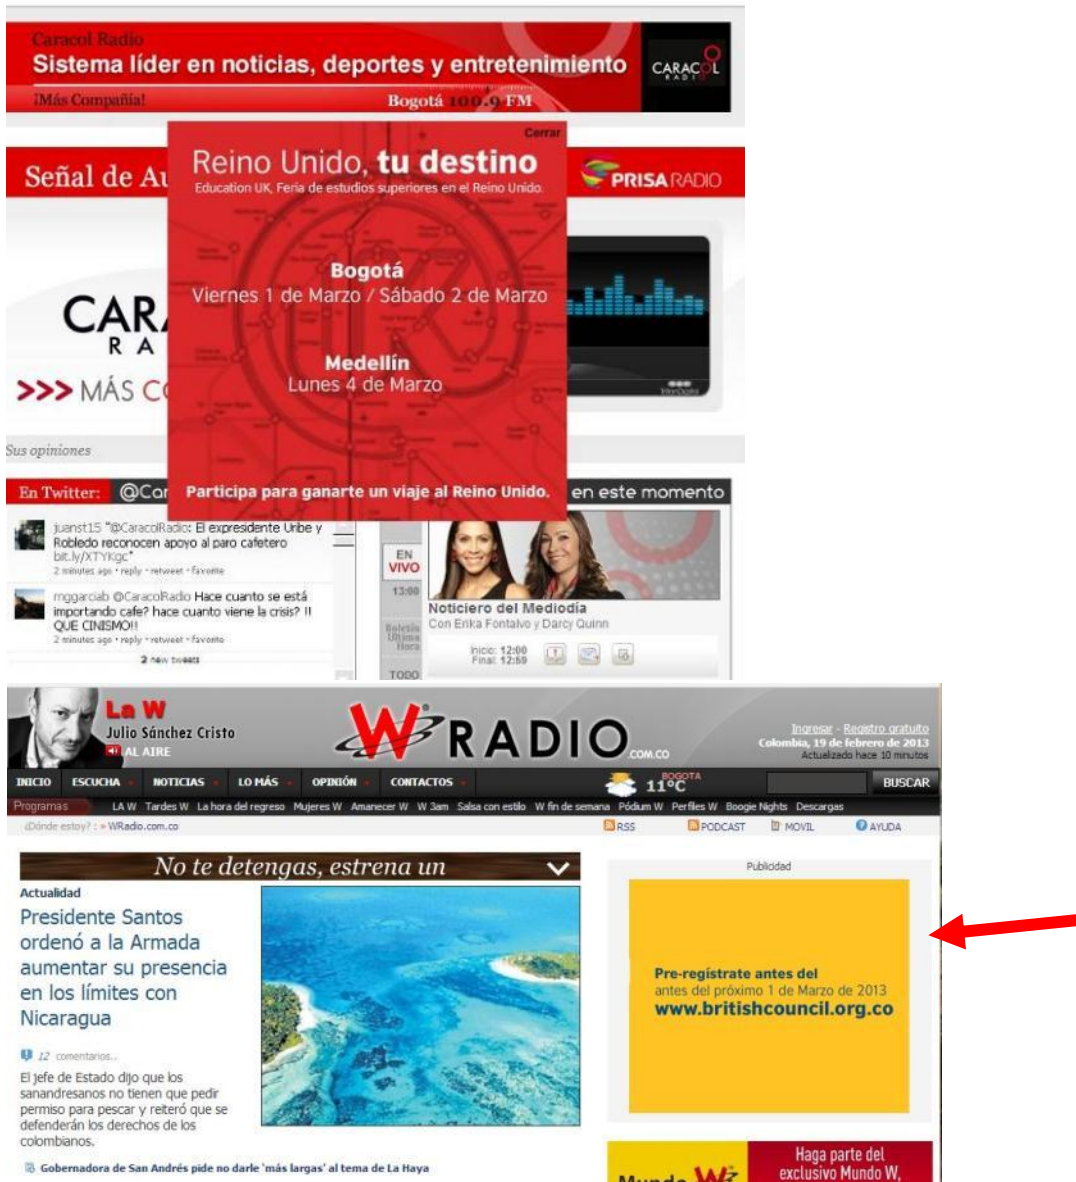 Caracol Radio
Sistema líder en noticias, deportes y entretenimiento
CARACOL
RADIO
¡Más Compañía!
Bogotá 100.9 FM
Cerrar
Reino Unido, tu destino
Education UK, Feria de estudios superiores en el Reino Unido.
Señal de Au
PRISA RADIO
Bogotá
Viernes 1 de Marzo / Sábado 2 de Marzo
CARA
R A
Medellín
Lunes 4 de Marzo
>>> MÁS CO
Sus opiniones
Participa para ganarte un viaje al Reino Unido.
En Twitter: @Car
en este momento
juanst15 "@CaracolRadio: El expresidente Uribe y
Robledo reconocen apoyo al paro cafetero
bit.ly/XTYKgc"
2 minutes ago · reply · retweet · favorite
mggarciab @CaracolRadio Hace cuanto se está
importando cafe? hace cuanto viene la crisis? !!
QUE CINISMO!!
2 minutes ago · reply · retweet · favorite
2 new tweets
EN
VIVO
13:00
Boletín
Última
Hora
TODO
Noticiero del Mediodía
Con Erika Fontalvo y Darcy Quinn
Inicio: 12:00
Final: 12:59
La W
Julio Sánchez Cristo
AL AIRE
W RADIO .COM.CO
Ingresar - Registro gratuito
Colombia, 19 de febrero de 2013
Actualizado hace 10 minutos
INICIO ESCUCHA NOTICIAS LO MÁS OPINIÓN CONTACTOS
BOGOTA
11°C
BUSCAR
Programas LA W Tardes W La hora del regreso Mujeres W Amanecer W W 3am Salsa con estilo W fin de semana Pódium W Perfiles W Boogie Nights Descargas
¿Dónde estoy? : » WRadio.com.co
RSS PODCAST MOVIL AYUDA
No te detengas, estrena un
Publicidad
Actualidad
Presidente Santos
ordenó a la Armada
aumentar su presencia
en los límites con
Nicaragua
12 comentarios..
El jefe de Estado dijo que los
sanandresanos no tienen que pedir
permiso para pescar y reiteró que se
defenderán los derechos de los
colombianos.
Gobernadora de San Andrés pide no darle 'más largas' al tema de La Haya
Pre-regístrate antes del
antes del próximo 1 de Marzo de 2013
www.britishcouncil.org.co
Mundo W
Haga parte del
exclusivo Mundo W,